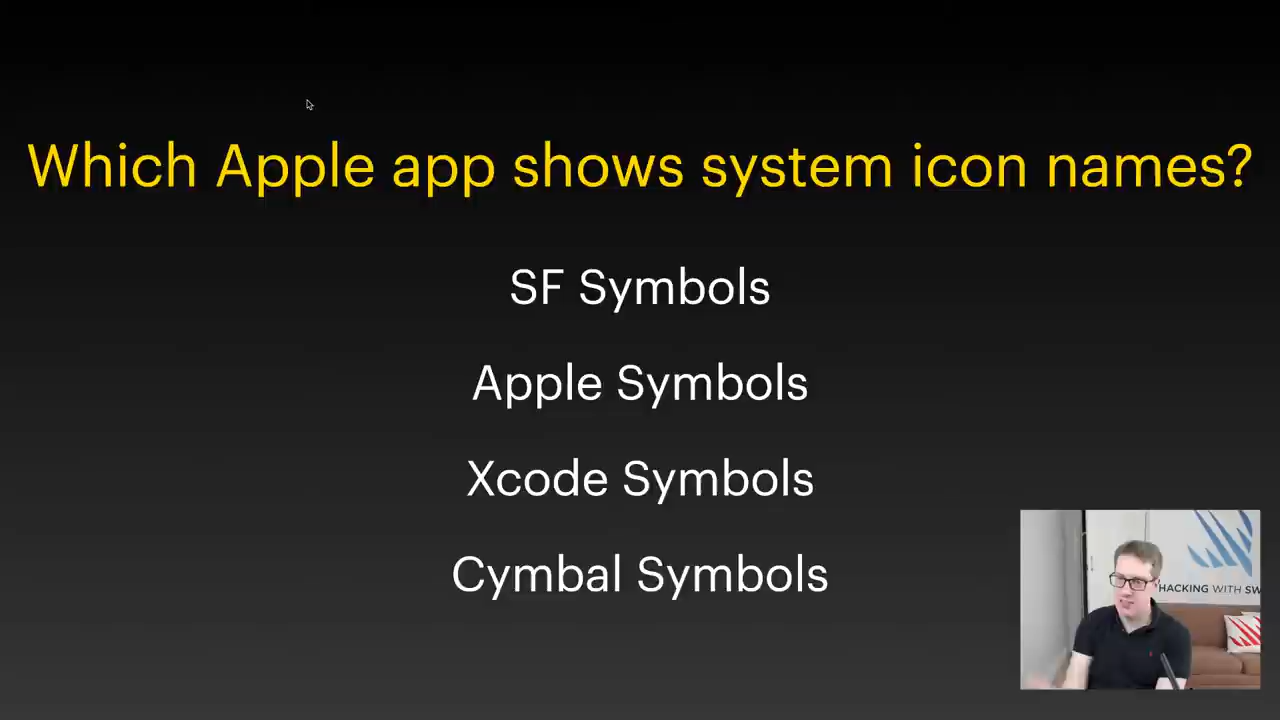 Which Apple app shows system icon names?
SF Symbols
Apple Symbols
Xcode Symbols
Cymbal Symbols
HACKING WITH SW